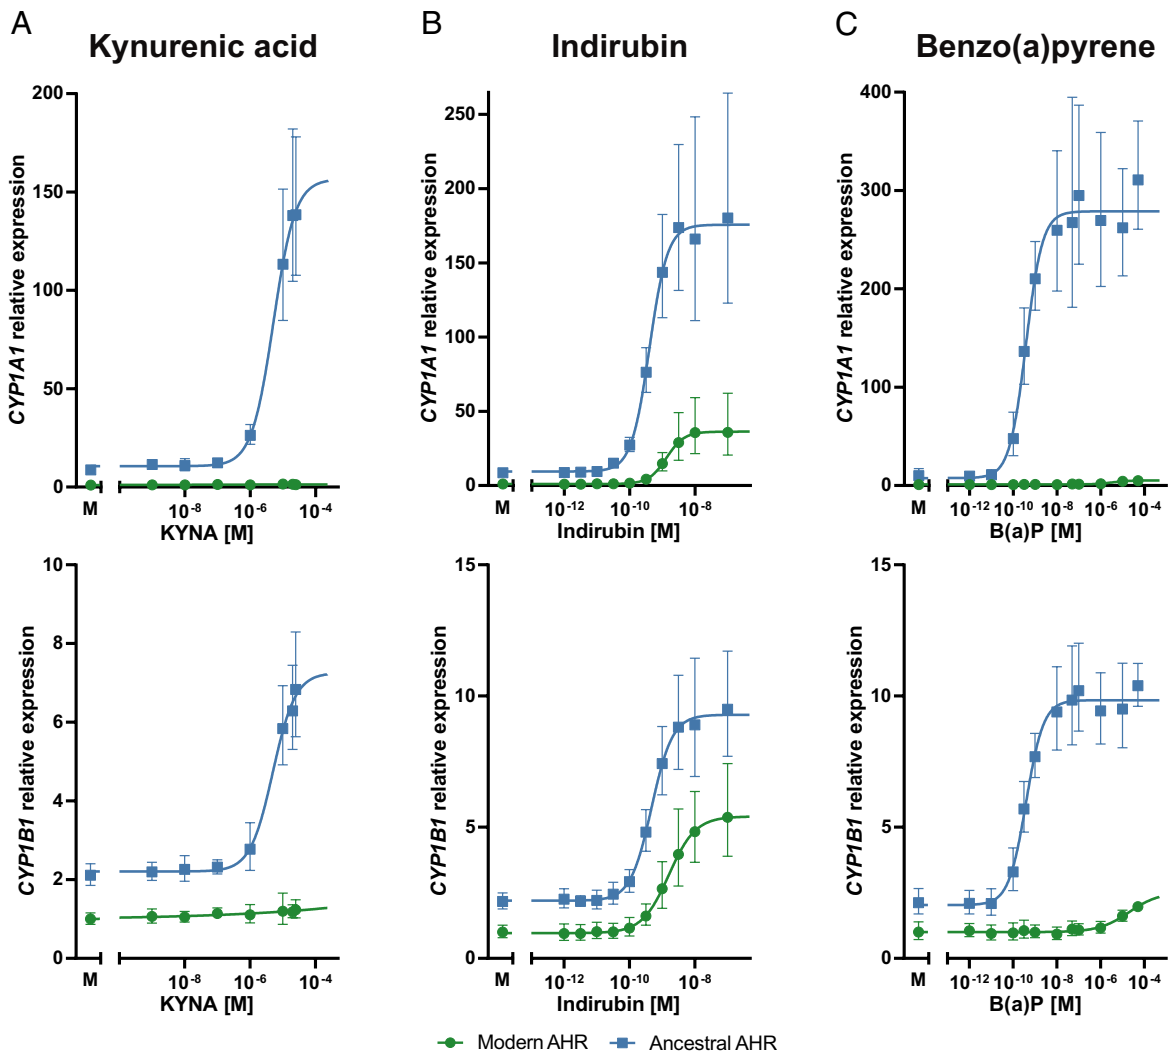 A
Kynurenic acid
B
Indirubin
C
Benzo(a)pyrene
CYP1A1 relative expression
200
150
100
50
0
M
10⁻⁸
10⁻⁶
10⁻⁴
KYNA [M]
CYP1A1 relative expression
250
200
150
100
50
0
M
10⁻¹²
10⁻¹⁰
10⁻⁸
Indirubin [M]
CYP1A1 relative expression
400
300
200
100
0
M
10⁻¹²
10⁻¹⁰
10⁻⁸
10⁻⁶
10⁻⁴
B(a)P [M]
CYP1B1 relative expression
10
8
6
4
2
0
M
10⁻⁸
10⁻⁶
10⁻⁴
KYNA [M]
CYP1B1 relative expression
15
10
5
0
M
10⁻¹²
10⁻¹⁰
10⁻⁸
Indirubin [M]
CYP1B1 relative expression
15
10
5
0
M
10⁻¹²
10⁻¹⁰
10⁻⁸
10⁻⁶
10⁻⁴
B(a)P [M]
Modern AHR
Ancestral AHR